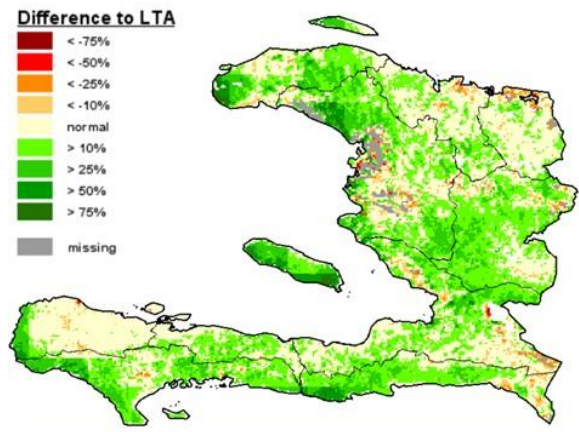 Difference to LTA
< -75%
< -50%
< -25%
< -10%
normal
> 10%
> 25%
> 50%
> 75%
missing